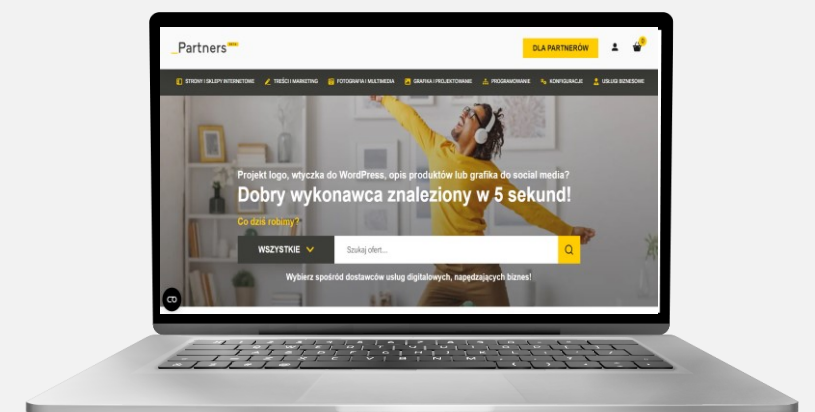 _Partners BETA
DLA PARTNERÓW
0
STRONY I SKLEPY INTERNETOWE TREŚCI I MARKETING FOTOGRAFIA I MULTIMEDIA GRAFIKA I PROJEKTOWANIE PROGRAMOWANIE KONFIGURACJE USŁUGI BIZNESOWE
Projekt logo, wtyczka do WordPress, opis produktów lub grafika do social media?
Dobry wykonawca znaleziony w 5 sekund!
Co dziś robimy?
WSZYSTKIE Szukaj ofert...
Wybierz spośród dostawców usług digitalowych, napędzających biznes!